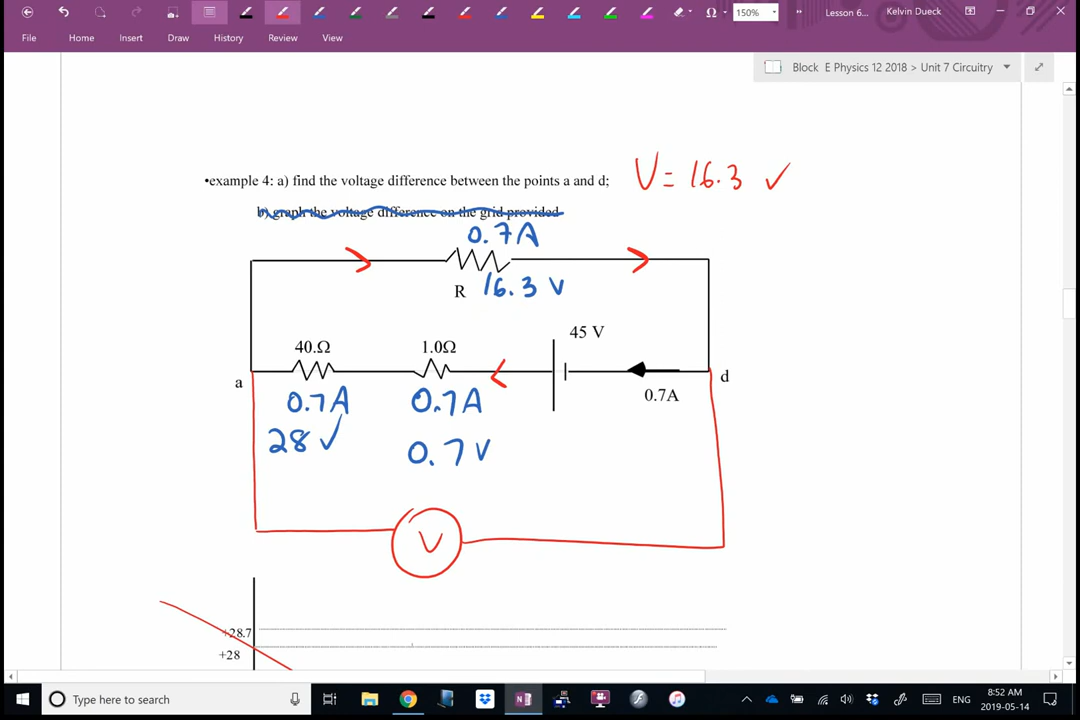 150%
Lesson 6...
Kelvin Dueck
File Home Insert Draw History Review View
Block E Physics 12 2018 > Unit 7 Circuitry
•example 4: a) find the voltage difference between the points a and d;
V = 16.3 ✓
b) graph the voltage difference on the grid provided
0.7A
R 16.3 V
45 V
40.Ω 1.0Ω
a d
0.7A 0.7A 0.7A
28 V 0.7 V
V
+28.7
+28
Type here to search
ENG
8:52 AM
2019-05-14